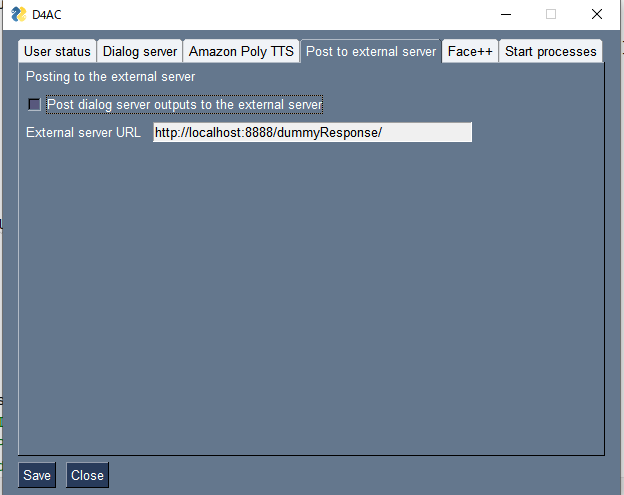 D4AC
User status Dialog server Amazon Poly TTS Post to external server Face++ Start processes
Posting to the external server
Post dialog server outputs to the external server
External server URL http://localhost:8888/dummyResponse/
Save Close